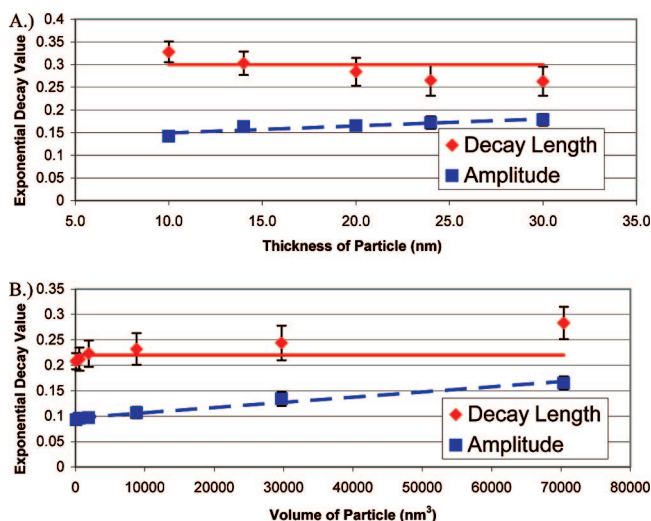 A.)
Exponential Decay Value
0.4
0.35
0.3
0.25
0.2
0.15
0.1
0.05
0
Decay Length
Amplitude
5.0 10.0 15.0 20.0 25.0 30.0 35.0
Thickness of Particle (nm)
B.)
Exponential Decay Value
0.35
0.3
0.25
0.2
0.15
0.1
0.05
0
Decay Length
Amplitude
0 10000 20000 30000 40000 50000 60000 70000 80000
Volume of Particle (nm³)